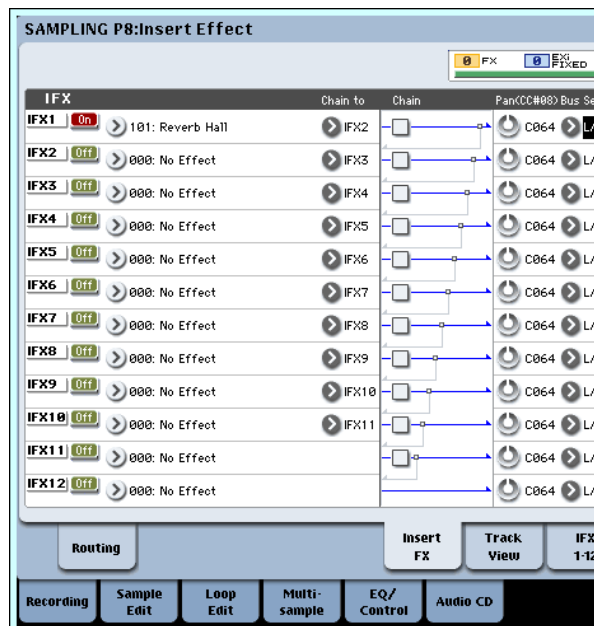 SAMPLING P8:Insert Effect
0 FX 0 EXi FIXED
IFX Chain to Chain Pan(CC#08) Bus Se
IFX1 On 101: Reverb Hall IFX2 C064 L/
IFX2 Off 000: No Effect IFX3 C064 L/
IFX3 Off 000: No Effect IFX4 C064 L/
IFX4 Off 000: No Effect IFX5 C064 L/
IFX5 Off 000: No Effect IFX6 C064 L/
IFX6 Off 000: No Effect IFX7 C064 L/
IFX7 Off 000: No Effect IFX8 C064 L/
IFX8 Off 000: No Effect IFX9 C064 L/
IFX9 Off 000: No Effect IFX10 C064 L/
IFX10 Off 000: No Effect IFX11 C064 L/
IFX11 Off 000: No Effect C064 L/
IFX12 Off 000: No Effect C064 L/
Routing
Insert FX
Track View
IFX 1-12
Recording
Sample Edit
Loop Edit
Multi-sample
EQ/Control
Audio CD